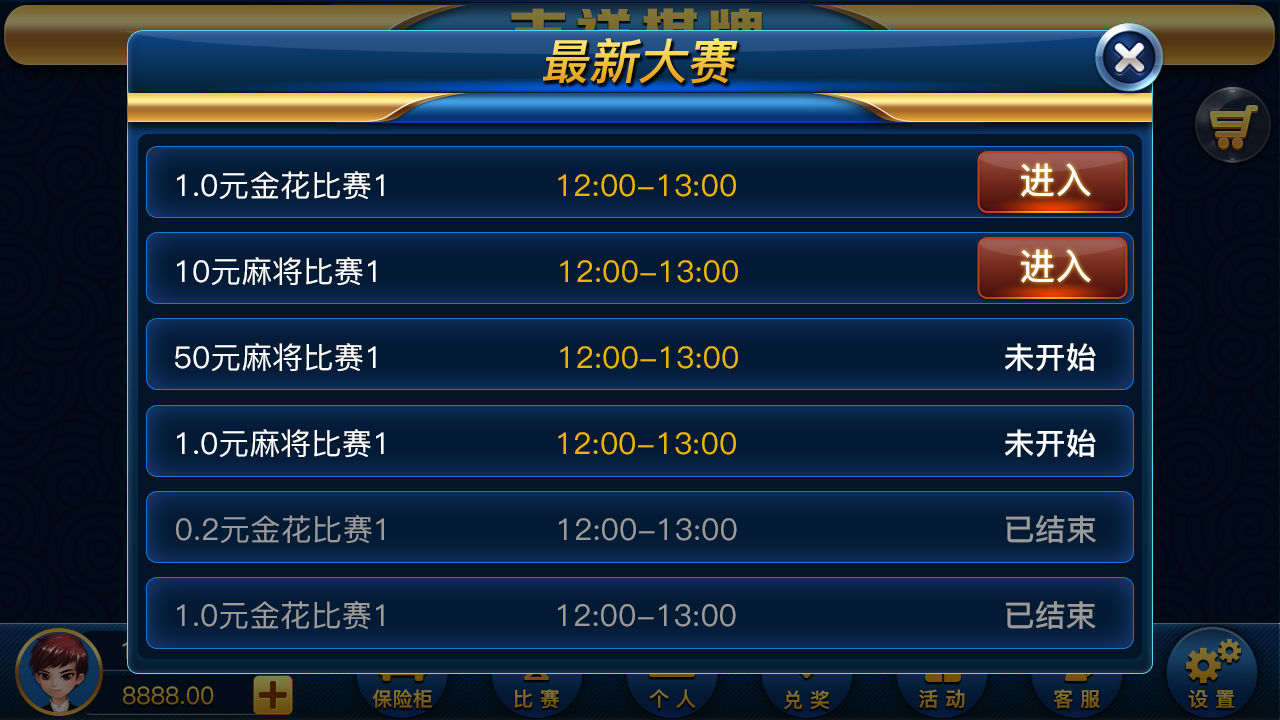 最新大赛
1.0元金花比赛1 12:00-13:00 进入
10元麻将比赛1 12:00-13:00 进入
50元麻将比赛1 12:00-13:00 未开始
1.0元麻将比赛1 12:00-13:00 未开始
0.2元金花比赛1 12:00-13:00 已结束
1.0元金花比赛1 12:00-13:00 已结束
8888.00
保险柜 比赛 个人 兑奖 活动 客服 设置